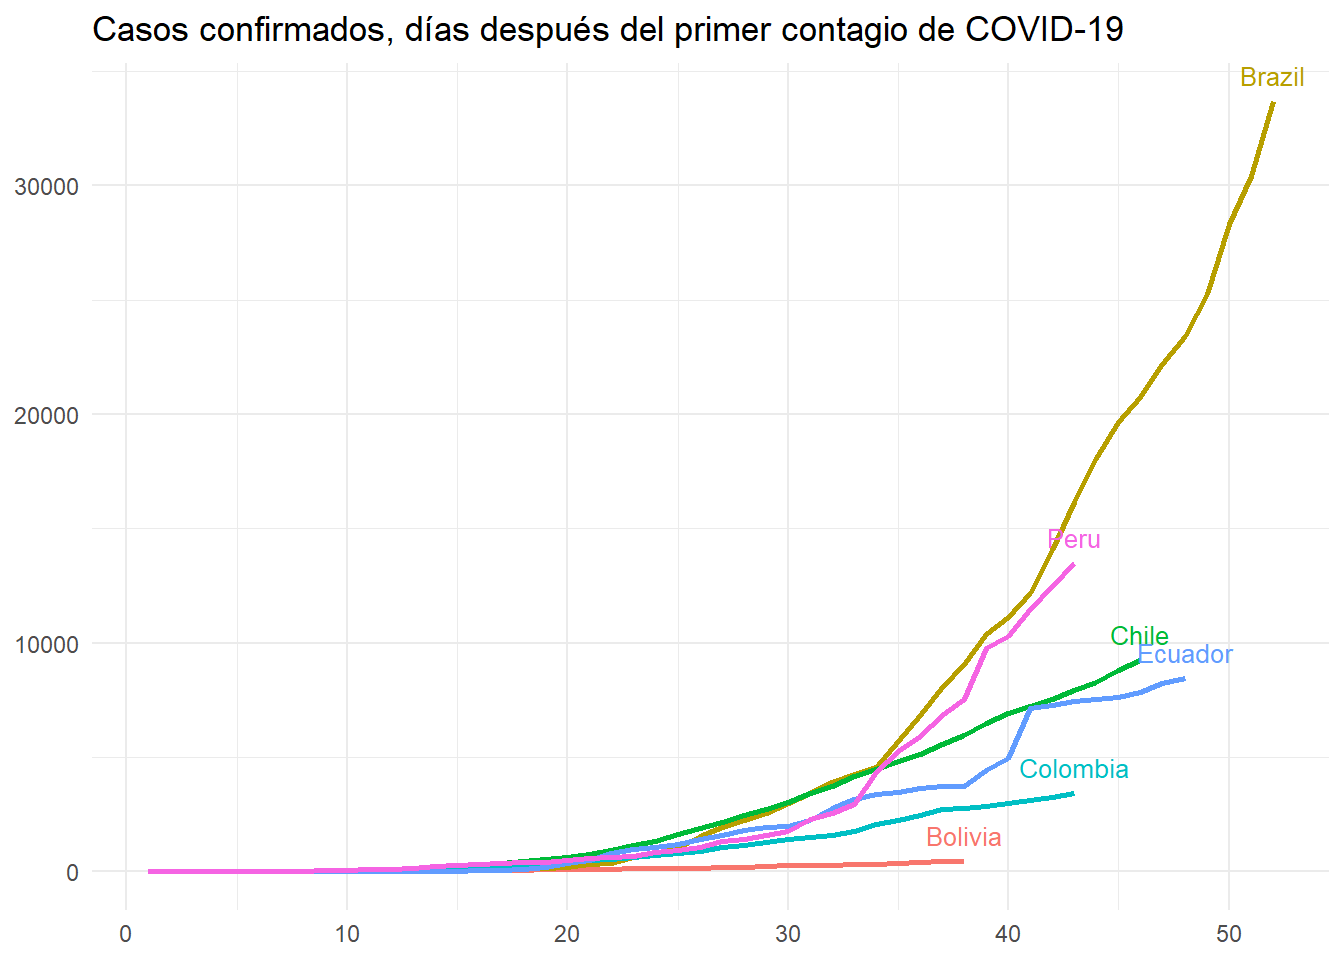 Casos confirmados, días después del primer contagio de COVID-19
Brazil
30000
20000
Peru
10000
Chile
Ecuador
Colombia
Bolivia
0
0 10 20 30 40 50